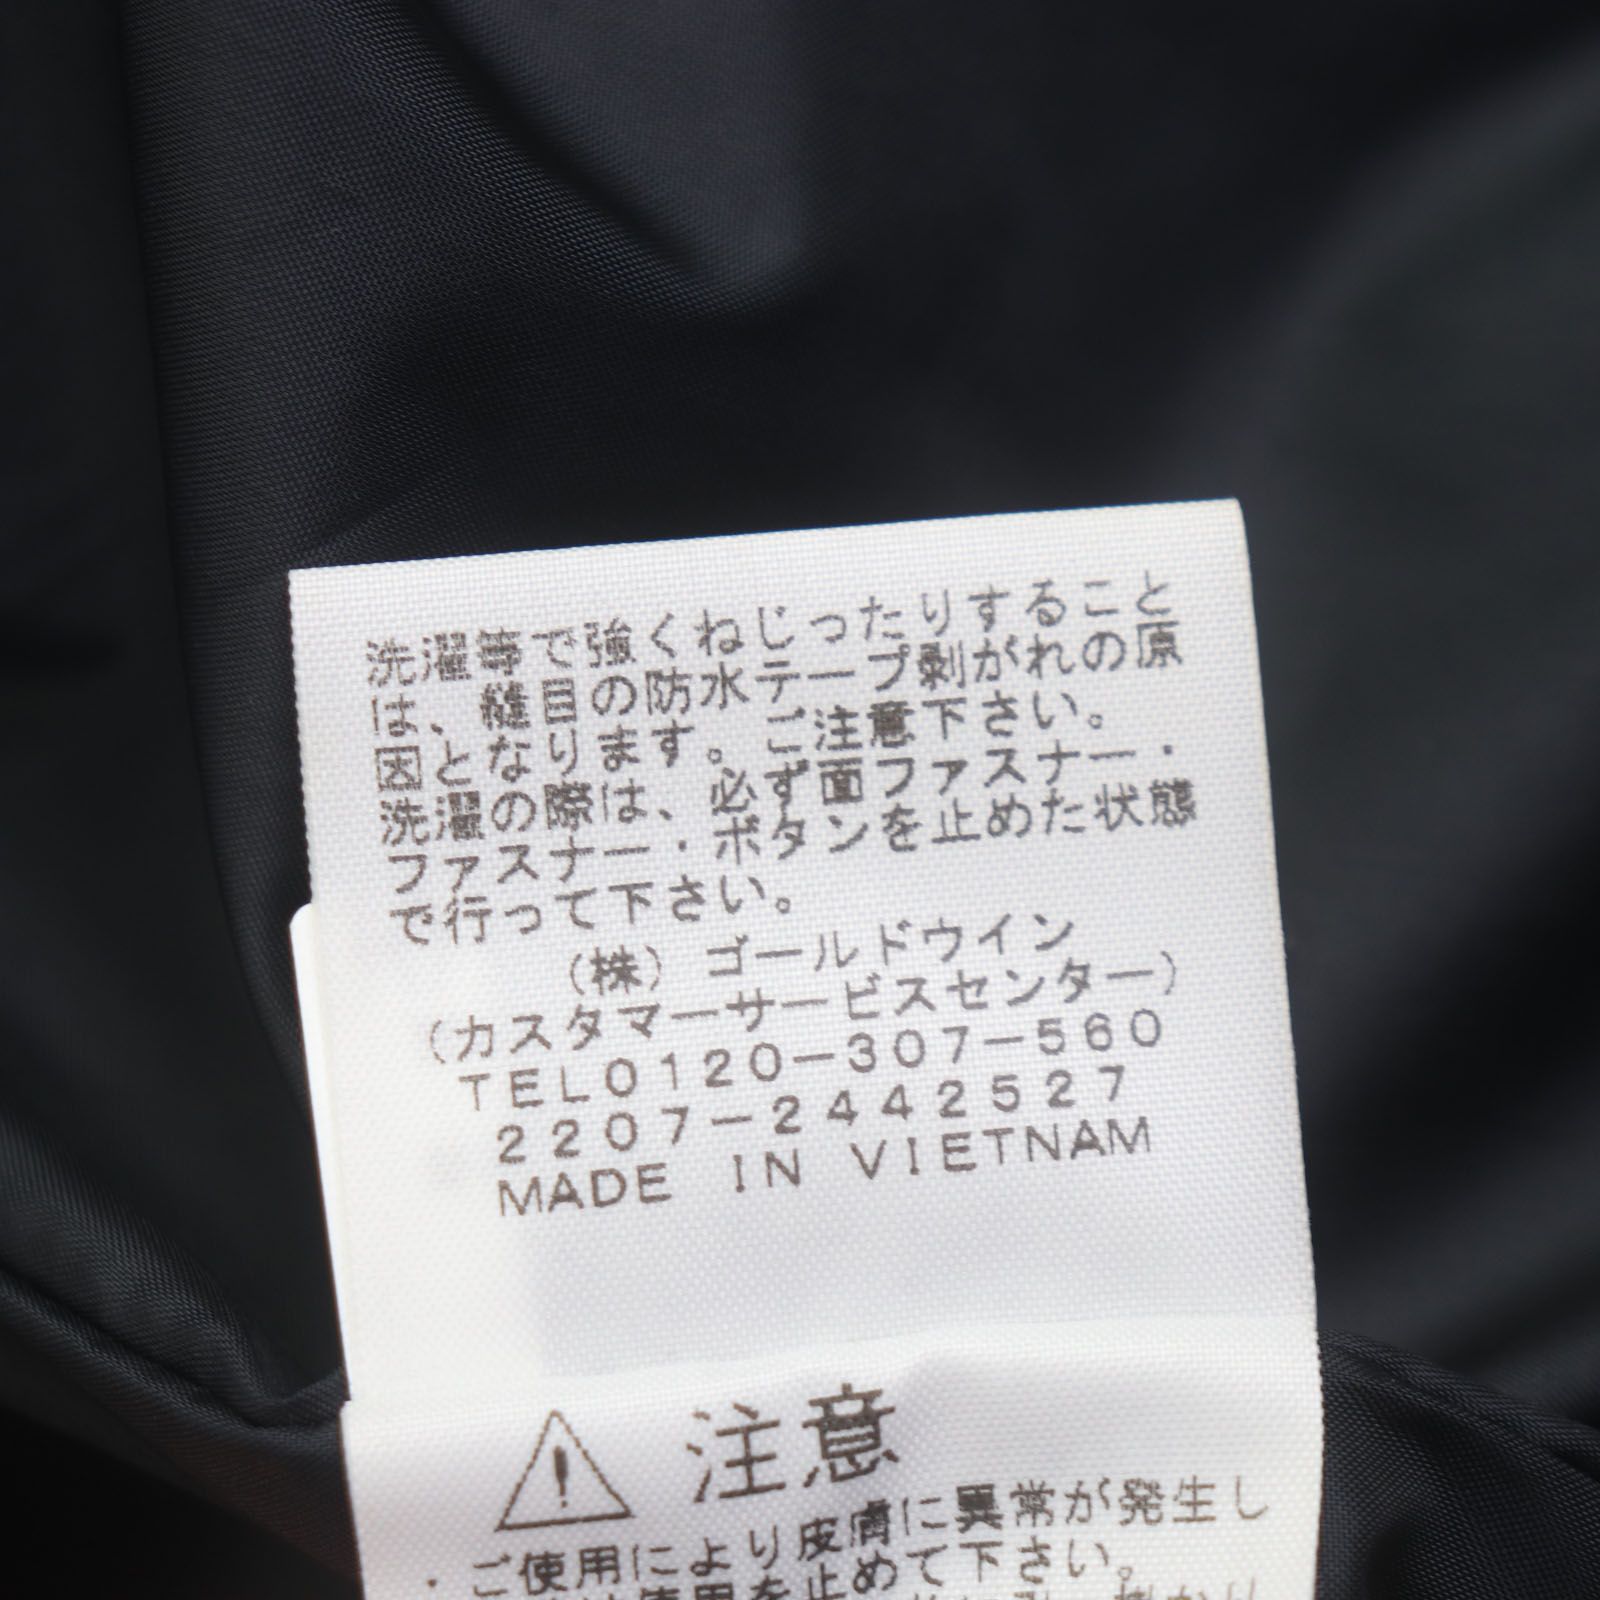 洗濯等で強くねじったりすること
は、縫目の防水テープ剥がれの原
因となります。ご注意下さい。
洗濯の際は、必ず面ファスナー・
ファスナー・ボタンを止めた状態
で行って下さい。
(株) ゴールドウイン
(カスタマーサービスセンター)
TEL0120-307-560
2207-2442527
MADE IN VIETNAM
注意
・ご使用により皮膚に異常が発生し
使用を止めて下さい。